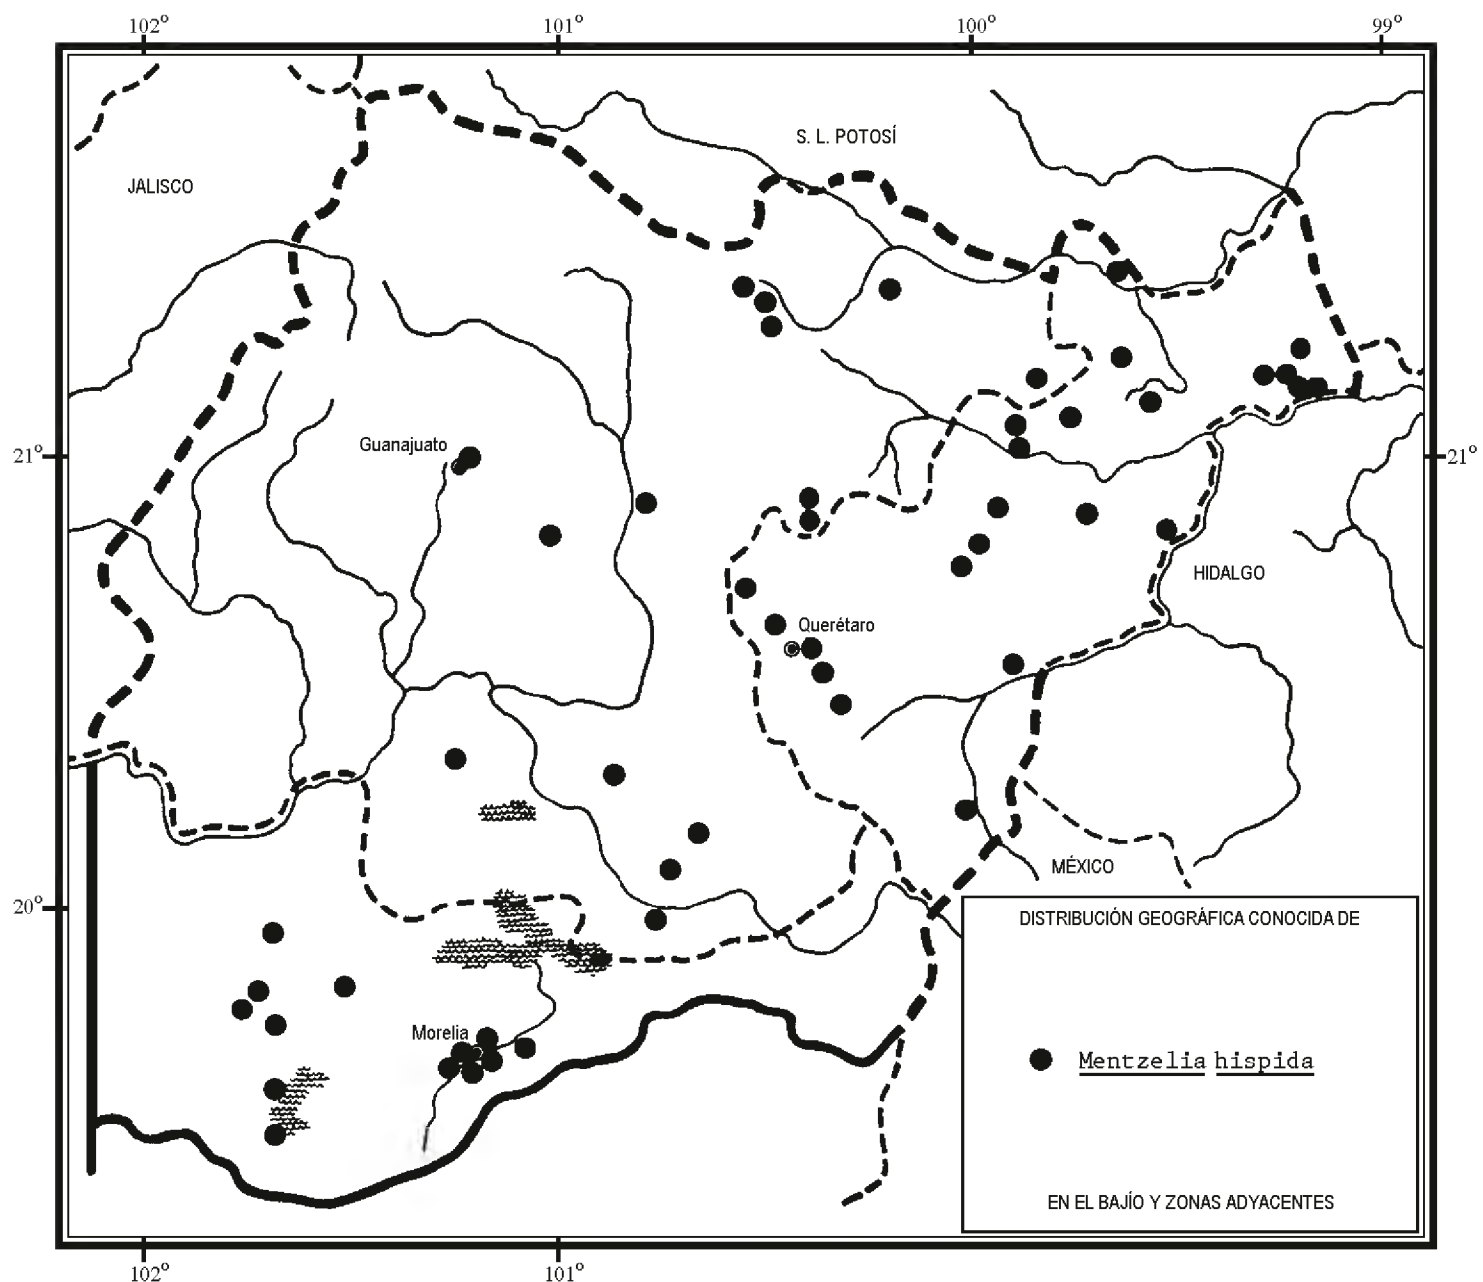 102° 101° 100° 99°
S. L. POTOSÍ
JALISCO
Guanajuato
21° 21°
HIDALGO
Querétaro
MÉXICO
20°
DISTRIBUCIÓN GEOGRÁFICA CONOCIDA DE
Morelia
Mentzelia hispida
EN EL BAJÍO Y ZONAS ADYACENTES
102° 101°